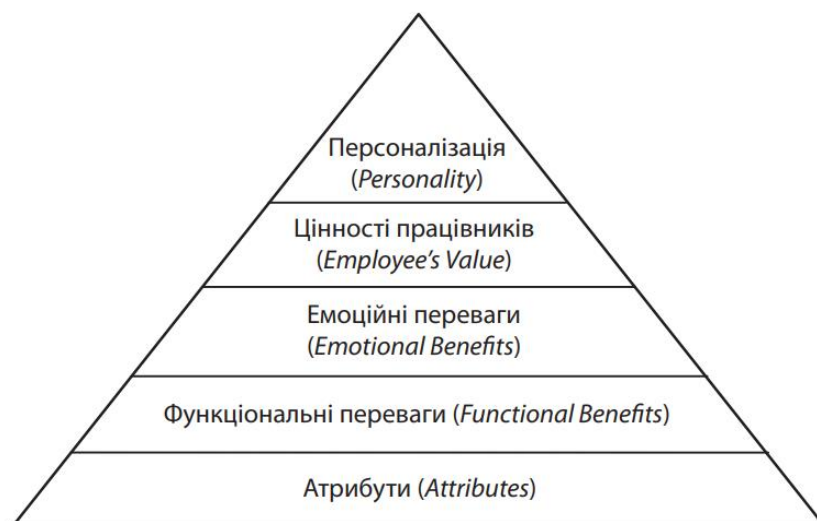 Персоналізація
(Personality)
Цінності працівників
(Employee’s Value)
Емоційні переваги
(Emotional Benefits)
Функціональні переваги (Functional Benefits)
Атрибути (Attributes)